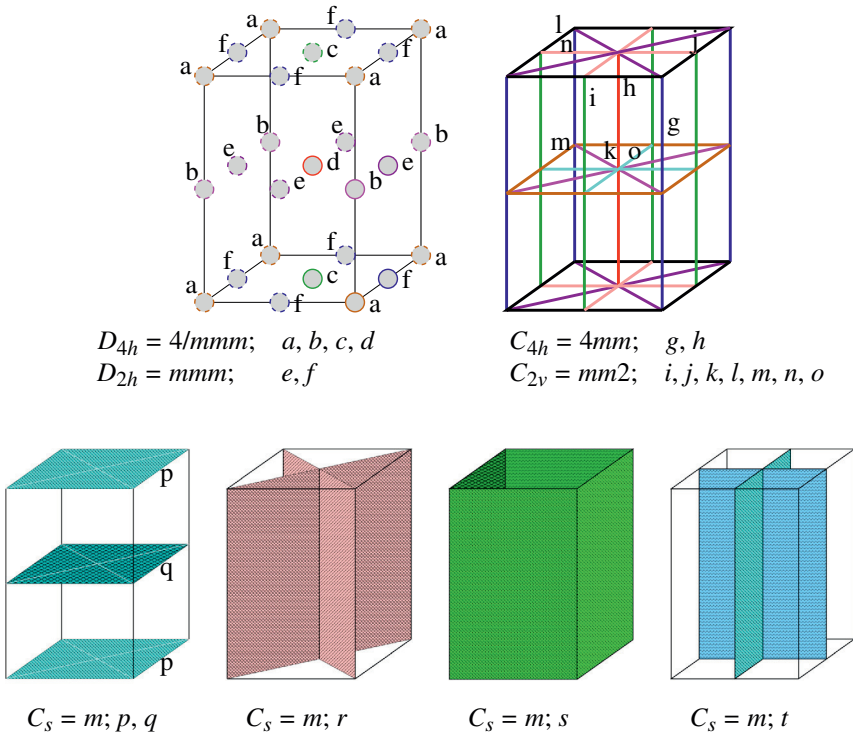 a f a
f c f
a f a
b e b
e d e
b e b
a f a
f c f
a f a
l
n j
h
i
g
m k o
D4h = 4/mmm; a, b, c, d
D2h = mmm; e, f
C4h = 4mm; g, h
C2v = mm2; i, j, k, l, m, n, o
p
q
p
Cs = m; p, q
Cs = m; r
Cs = m; s
Cs = m; t